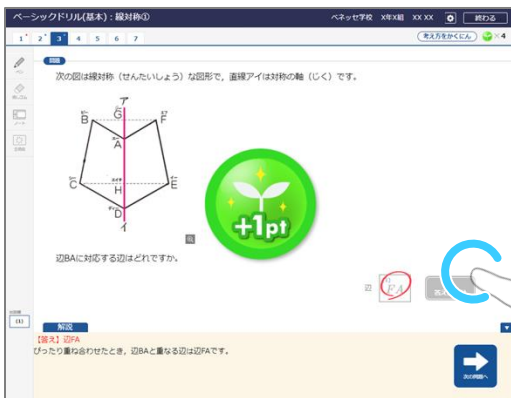 ベーシックドリル(基本)：線対称①
ベネッセ学校 X年X組 XX XX
終わる
1 2 3 4 5 6 7
考え方をかくにん
×4
問題
次の図は線対称（せんたいしょう）な図形で，直線アイは対称の軸（じく）です。
ア
G
B F
A
C H E
D
イ
+1pt
辺BAに対応する辺はどれですか。
辺 FA
(1)
解説
【答え】辺FA
ぴったり重ね合わせたとき，辺BAと重なる辺は辺FAです。
次の問題へ